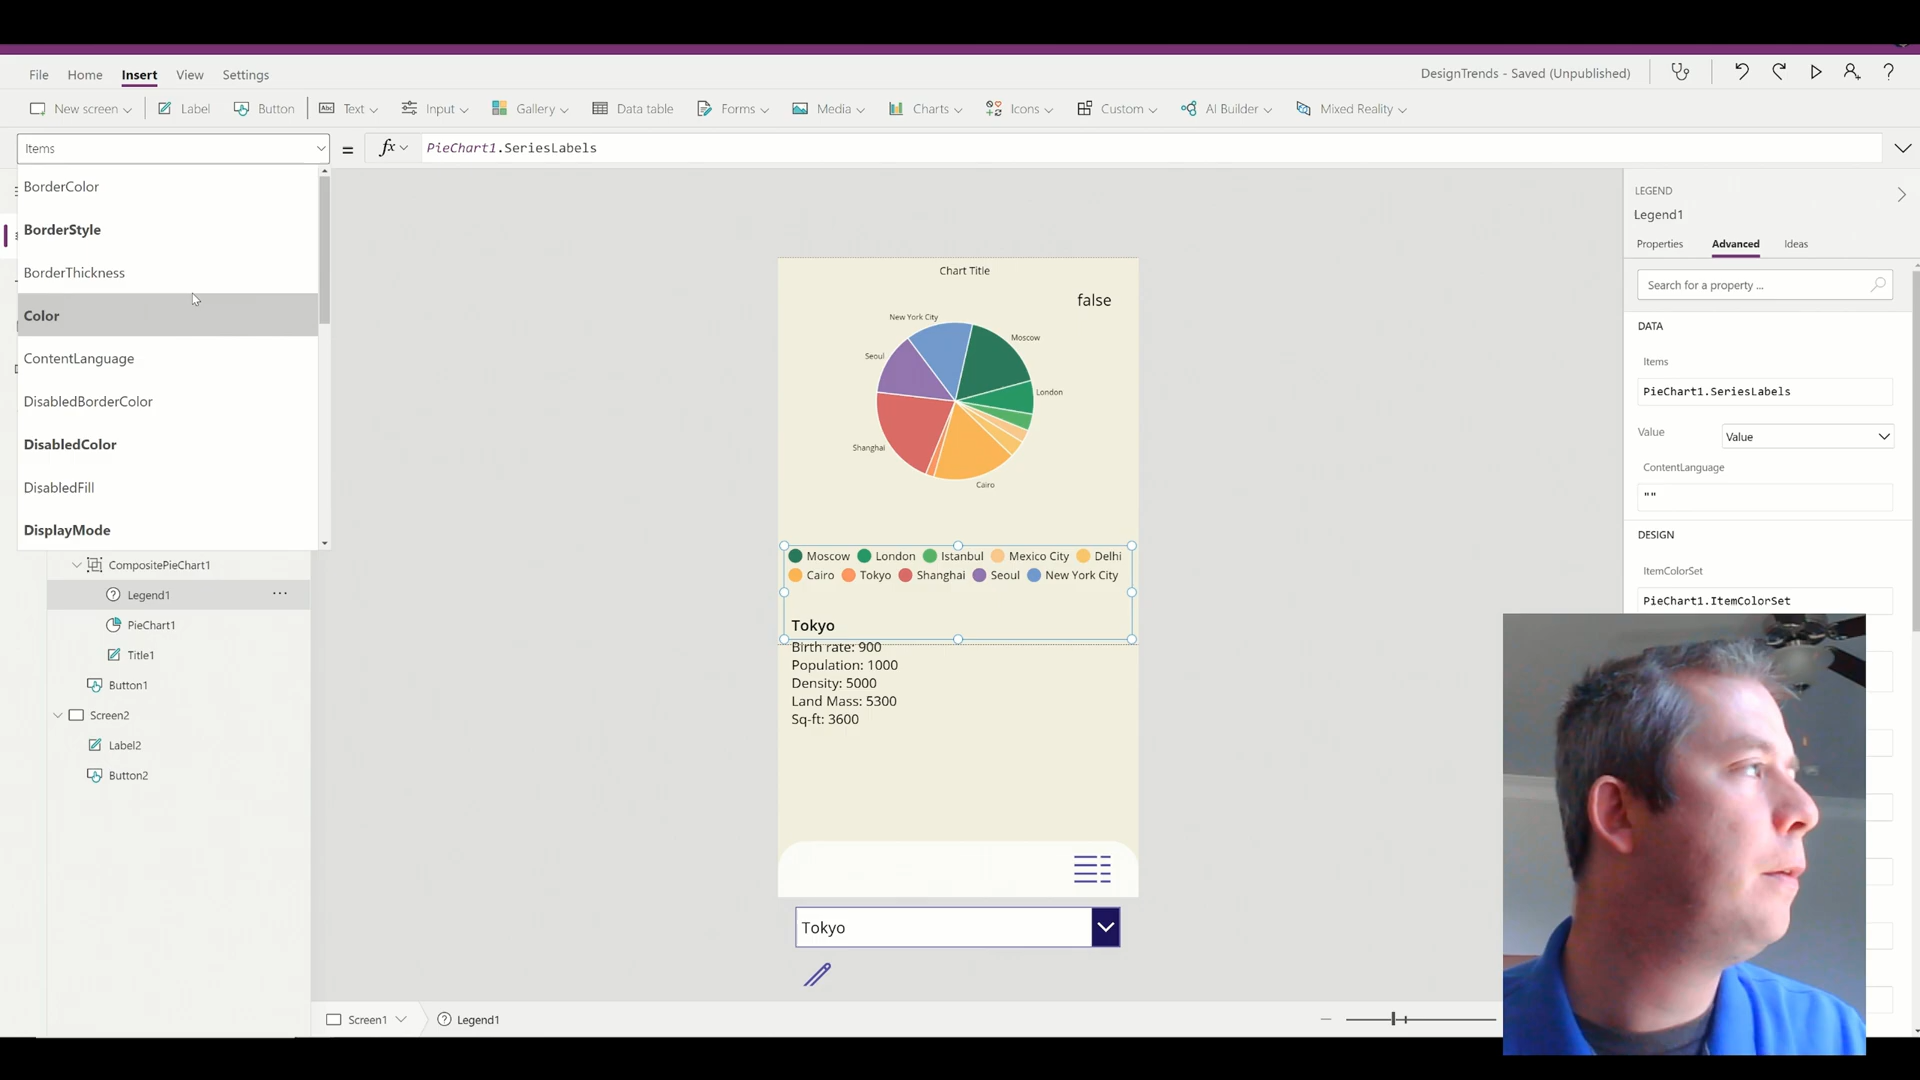 File Home Insert View Settings
DesignTrends - Saved (Unpublished)
New screen Label Button Text Input Gallery Data table Forms Media Charts Icons Custom AI Builder Mixed Reality
Items
= fx PieChart1.SeriesLabels
BorderColor
BorderStyle
BorderThickness
Color
ContentLanguage
DisabledBorderColor
DisabledColor
DisabledFill
DisplayMode
CompositePieChart1
Legend1 ...
PieChart1
Title1
Button1
Screen2
Label2
Button2
Chart Title
false
New York City
Moscow
Seoul
London
Shanghai
Cairo
Moscow London Istanbul Mexico City Delhi
Cairo Tokyo Shanghai Seoul New York City
Tokyo
Birth rate: 900
Population: 1000
Density: 5000
Land Mass: 5300
Sq-ft: 3600
Tokyo
Screen1 Legend1
LEGEND
Legend1
Properties Advanced Ideas
Search for a property ...
DATA
Items
PieChart1.SeriesLabels
Value Value
ContentLanguage
""
DESIGN
ItemColorSet
PieChart1.ItemColorSet